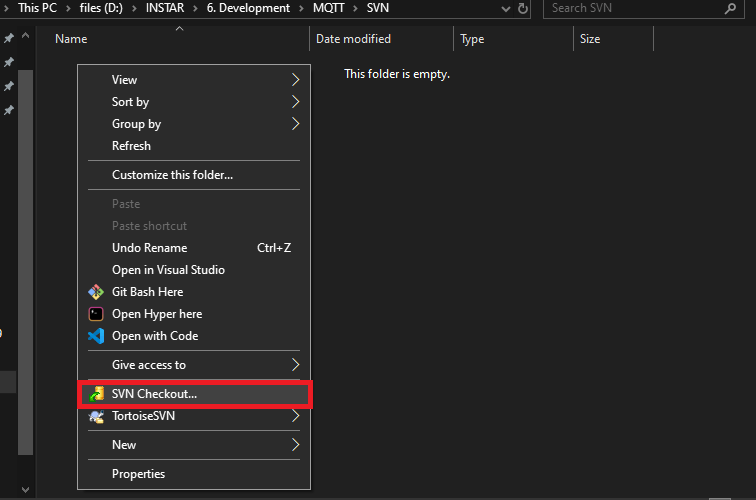 This PC > files (D:) > INSTAR > 6. Development > MQTT > SVN
Search SVN
Name Date modified Type Size
This folder is empty.
View
Sort by
Group by
Refresh
Customize this folder...
Paste
Paste shortcut
Undo Rename Ctrl+Z
Open in Visual Studio
Git Bash Here
Open Hyper here
Open with Code
Give access to
SVN Checkout...
TortoiseSVN
New
Properties